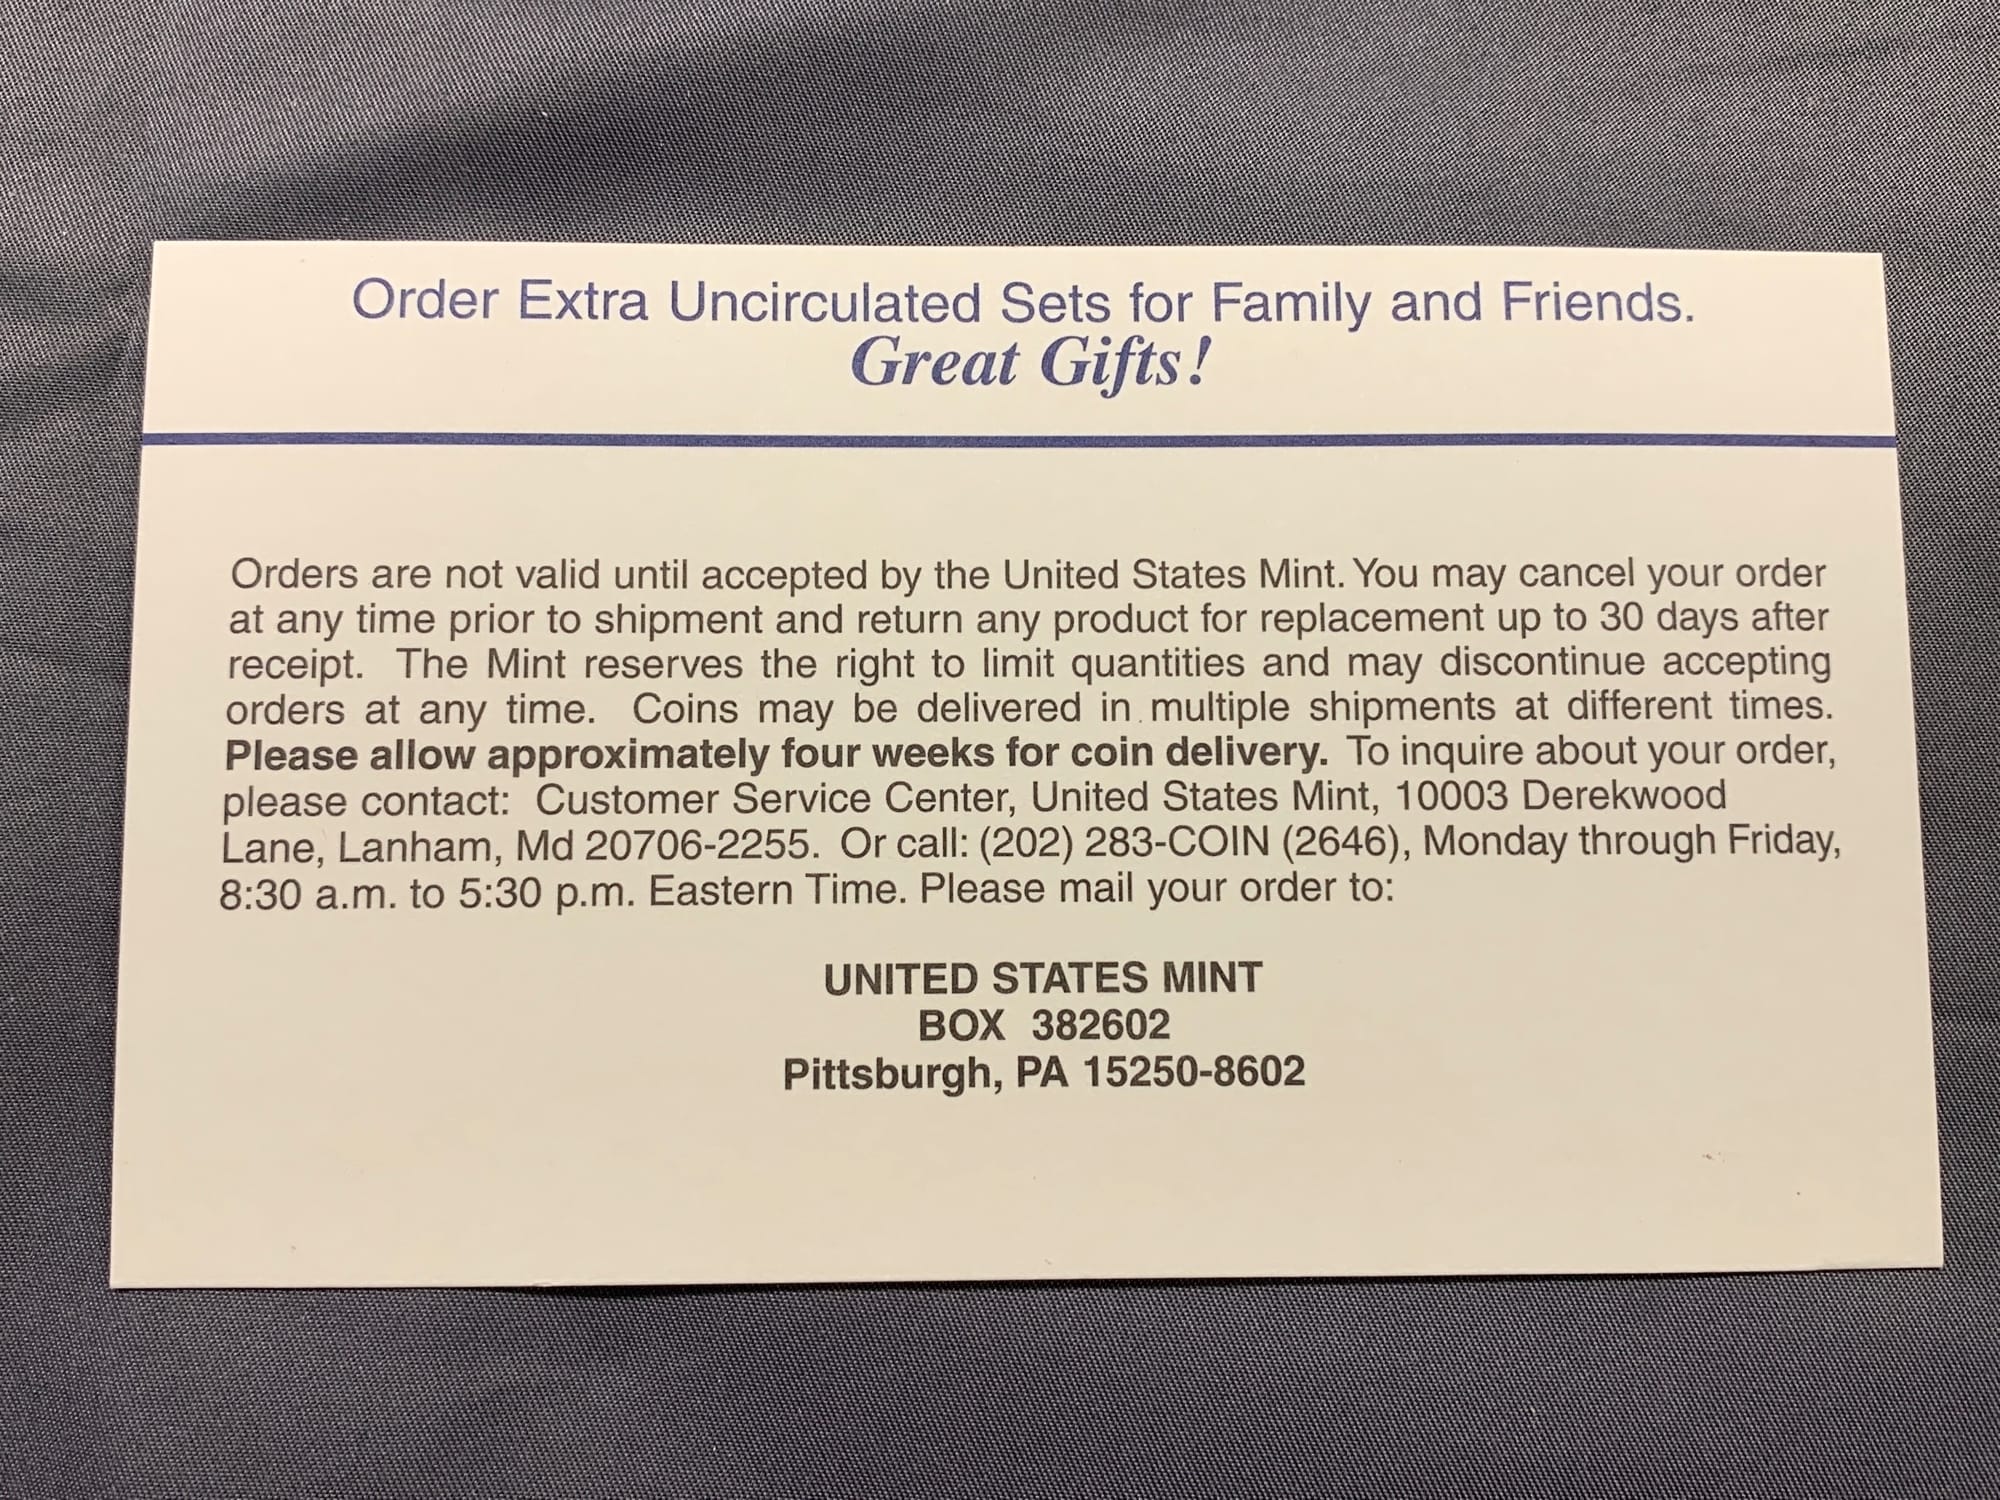 Order Extra Uncirculated Sets for Family and Friends.
Great Gifts!
Orders are not valid until accepted by the United States Mint. You may cancel your order
at any time prior to shipment and return any product for replacement up to 30 days after
receipt. The Mint reserves the right to limit quantities and may discontinue accepting
orders at any time. Coins may be delivered in multiple shipments at different times.
Please allow approximately four weeks for coin delivery. To inquire about your order,
please contact: Customer Service Center, United States Mint, 10003 Derekwood
Lane, Lanham, Md 20706-2255. Or call: (202) 283-COIN (2646), Monday through Friday,
8:30 a.m. to 5:30 p.m. Eastern Time. Please mail your order to:
UNITED STATES MINT
BOX 382602
Pittsburgh, PA 15250-8602